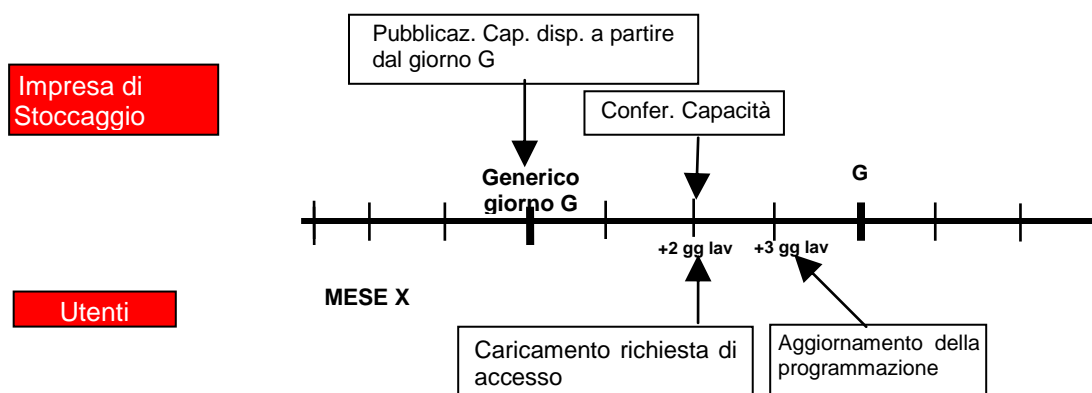 Pubblicaz. Cap. disp. a partire
dal giorno G
Impresa di
Stoccaggio
Confer. Capacità
Generico
giorno G
G
+2 gg lav
+3 gg lav
MESE X
Utenti
Caricamento richiesta di
accesso
Aggiornamento della
programmazione